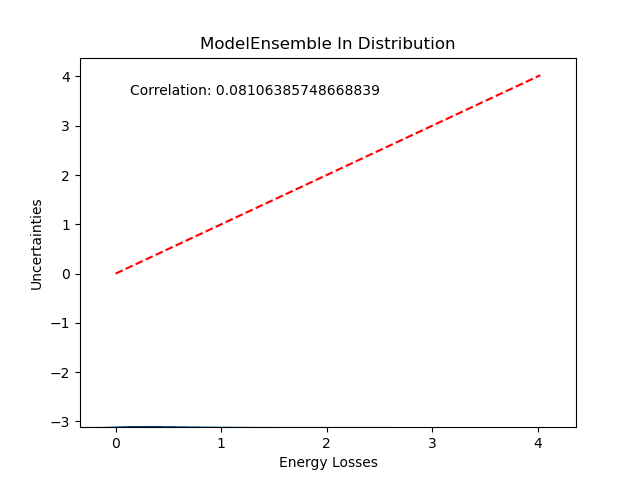 ModelEnsemble In Distribution
Correlation: 0.08106385748668839
Uncertainties
4
3
2
1
0
−1
−2
−3
0 1 2 3 4
Energy Losses